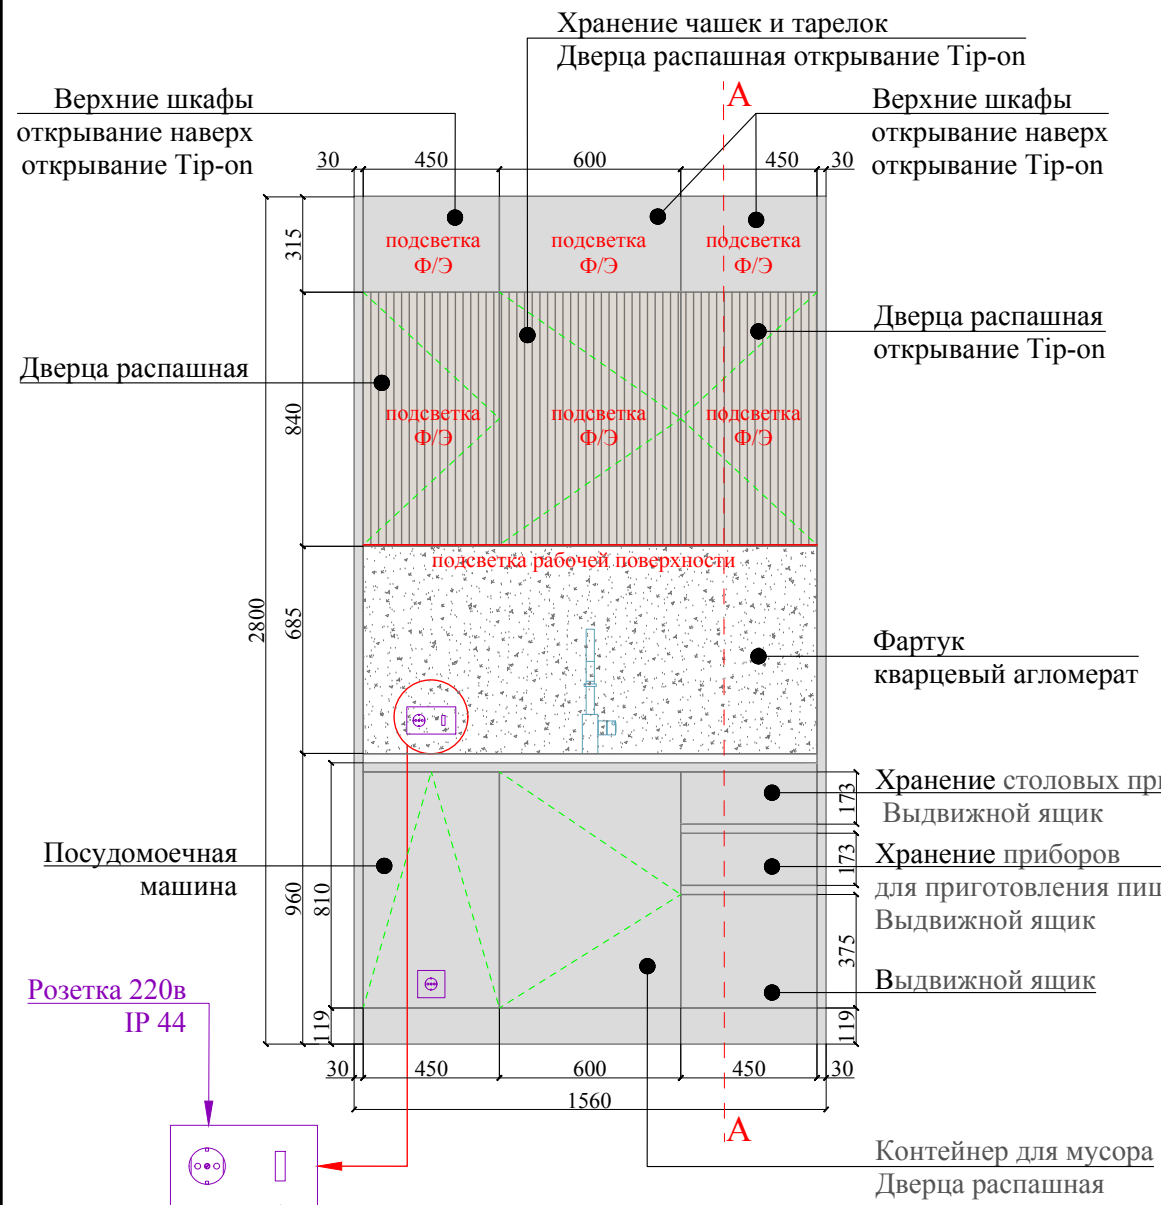 Хранение чашек и тарелок
Дверца распашная открывание Tip-on
Верхние шкафы
открывание наверх
открывание Tip-on
A
Верхние шкафы
открывание наверх
открывание Tip-on
30
450
600
450
30
315
подсветка
Ф/Э
подсветка
Ф/Э
подсветка
Ф/Э
Дверца распашная
открывание Tip-on
Дверца распашная
840
подсветка
Ф/Э
подсветка
Ф/Э
подсветка
Ф/Э
подсветка рабочей поверхности
2800
685
Фартук
кварцевый агломерат
Хранение столовых
Выдвижной ящик
173
Посудомоечная
машина
173
Хранение приборов
для приготовления
Выдвижной ящик
960
810
375
Выдвижной ящик
Розетка 220в
IP 44
119
119
30
450
600
450
30
1560
A
Контейнер для мусора
Дверца распашная